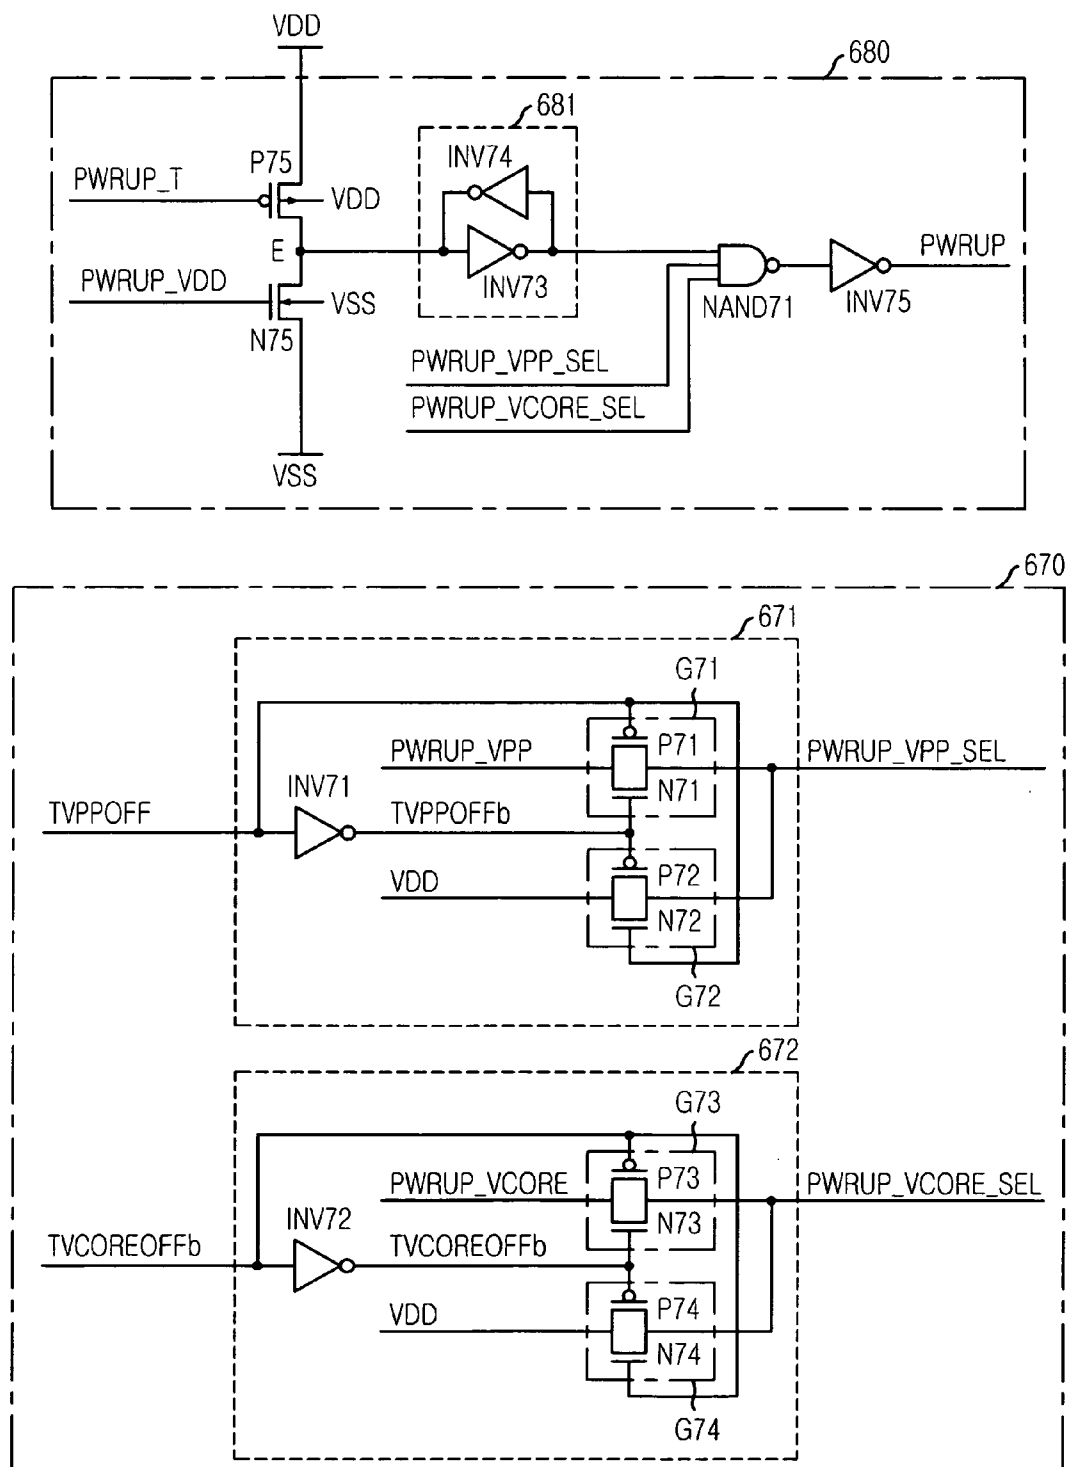 VDD
680
681
INV74
P75
PWRUP_T
VDD
E
PWRUP
PWRUP_VDD
VSS
INV73
NAND71
INV75
N75
PWRUP_VPP_SEL
PWRUP_VCORE_SEL
VSS
670
671
G71
PWRUP_VPP
P71
PWRUP_VPP_SEL
INV71
N71
TVPPOFF
TVPPOFFb
VDD
P72
N72
G72
672
G73
PWRUP_VCORE
P73
PWRUP_VCORE_SEL
INV72
N73
TVCOREOFFb
TVCOREOFFb
VDD
P74
N74
G74